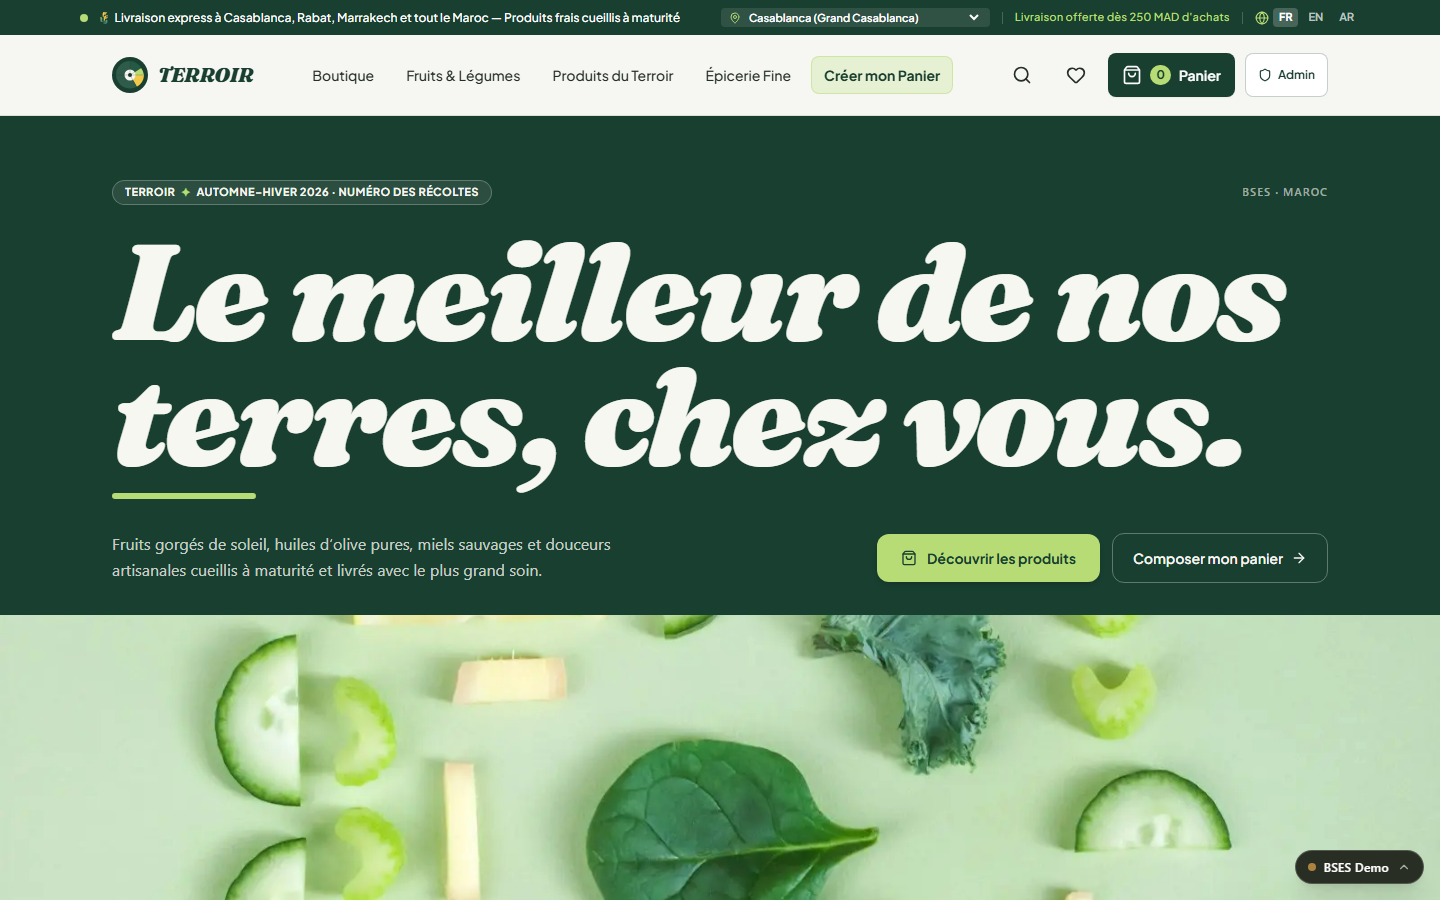 Livraison express à Casablanca, Rabat, Marrakech et tout le Maroc — Produits frais cueillis à maturité
Casablanca (Grand Casablanca)
Livraison offerte dès 250 MAD d'achats
FR EN AR
TERROIR
Boutique
Fruits & Légumes
Produits du Terroir
Épicerie Fine
Créer mon Panier
0 Panier
Admin
TERROIR ✦ AUTOMNE–HIVER 2026 · NUMÉRO DES RÉCOLTES
BSES · MAROC
Le meilleur de nos
terres, chez vous.
Fruits gorgés de soleil, huiles d'olive pures, miels sauvages et douceurs
artisanales cueillis à maturité et livrés avec le plus grand soin.
Découvrir les produits
Composer mon panier →
BSES Demo